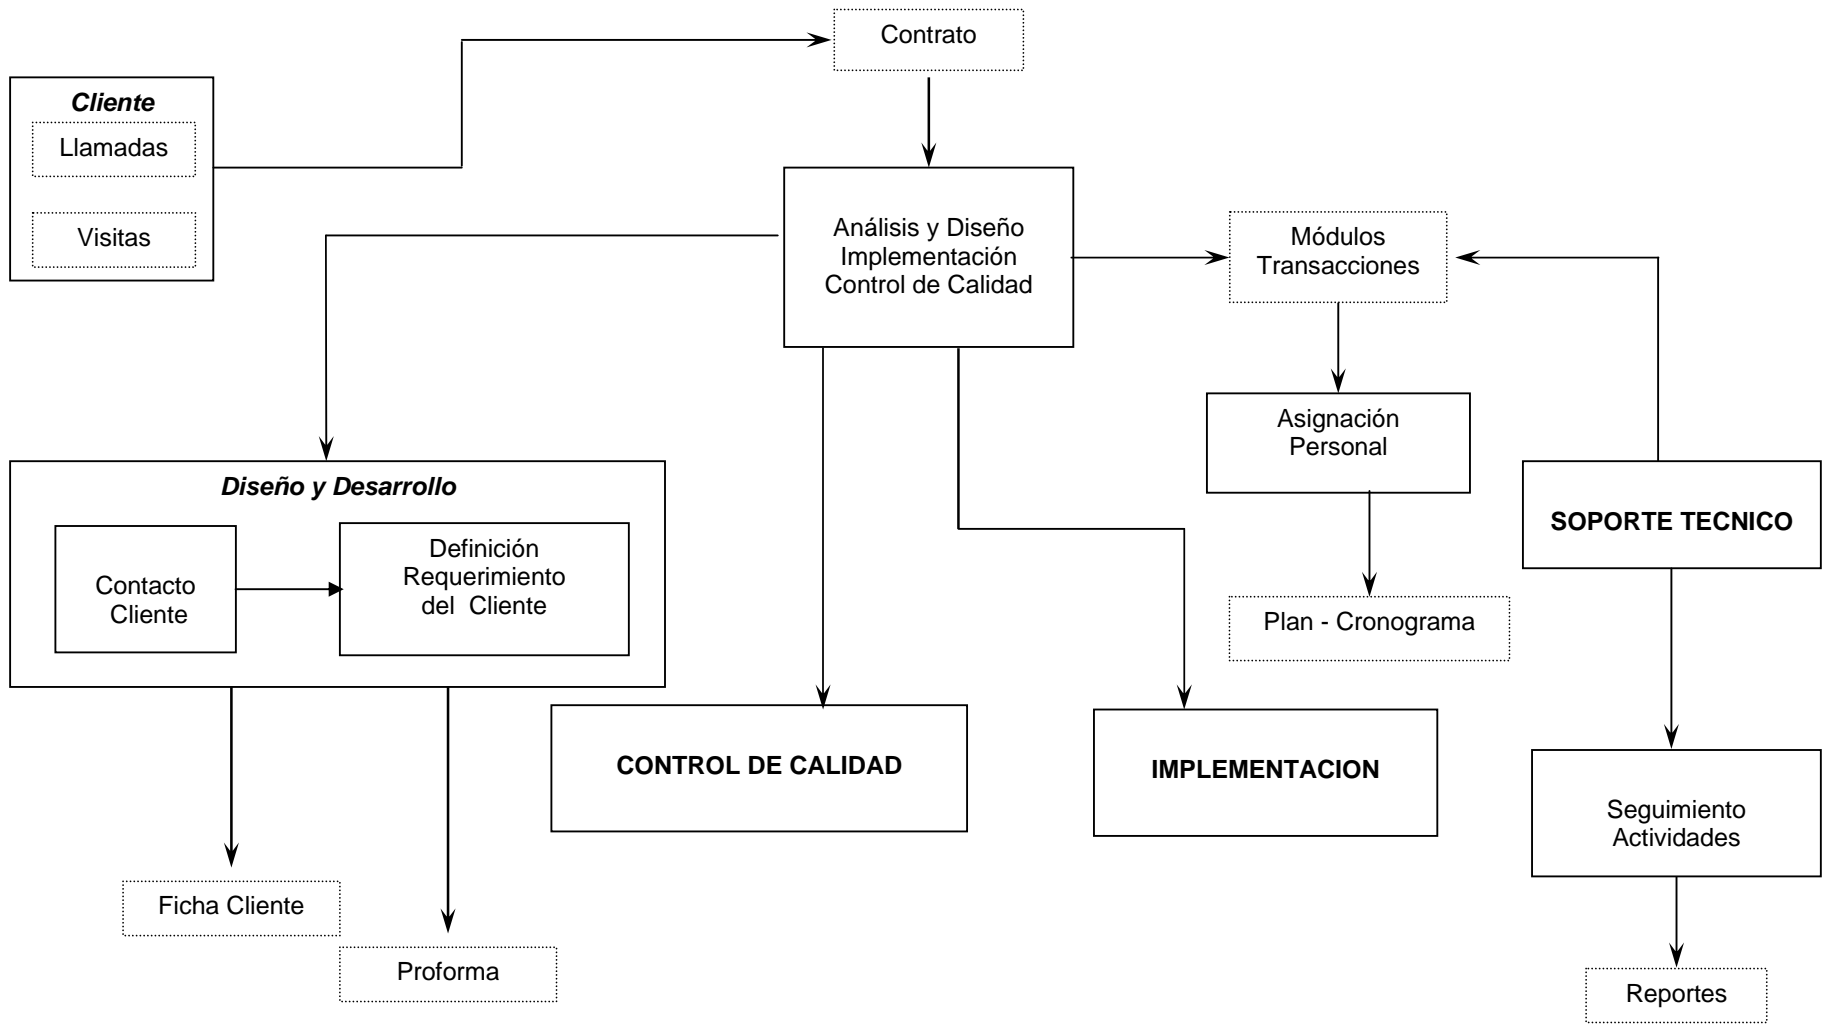 Contrato
Cliente
Llamadas
Visitas
Análisis y Diseño
Implementación
Control de Calidad
Módulos
Transacciones
Asignación
Personal
Diseño y Desarrollo
SOPORTE TECNICO
Contacto
Cliente
Definición
Requerimiento
del  Cliente
Plan - Cronograma
CONTROL DE CALIDAD
IMPLEMENTACION
Seguimiento
Actividades
Ficha Cliente
Proforma
Reportes